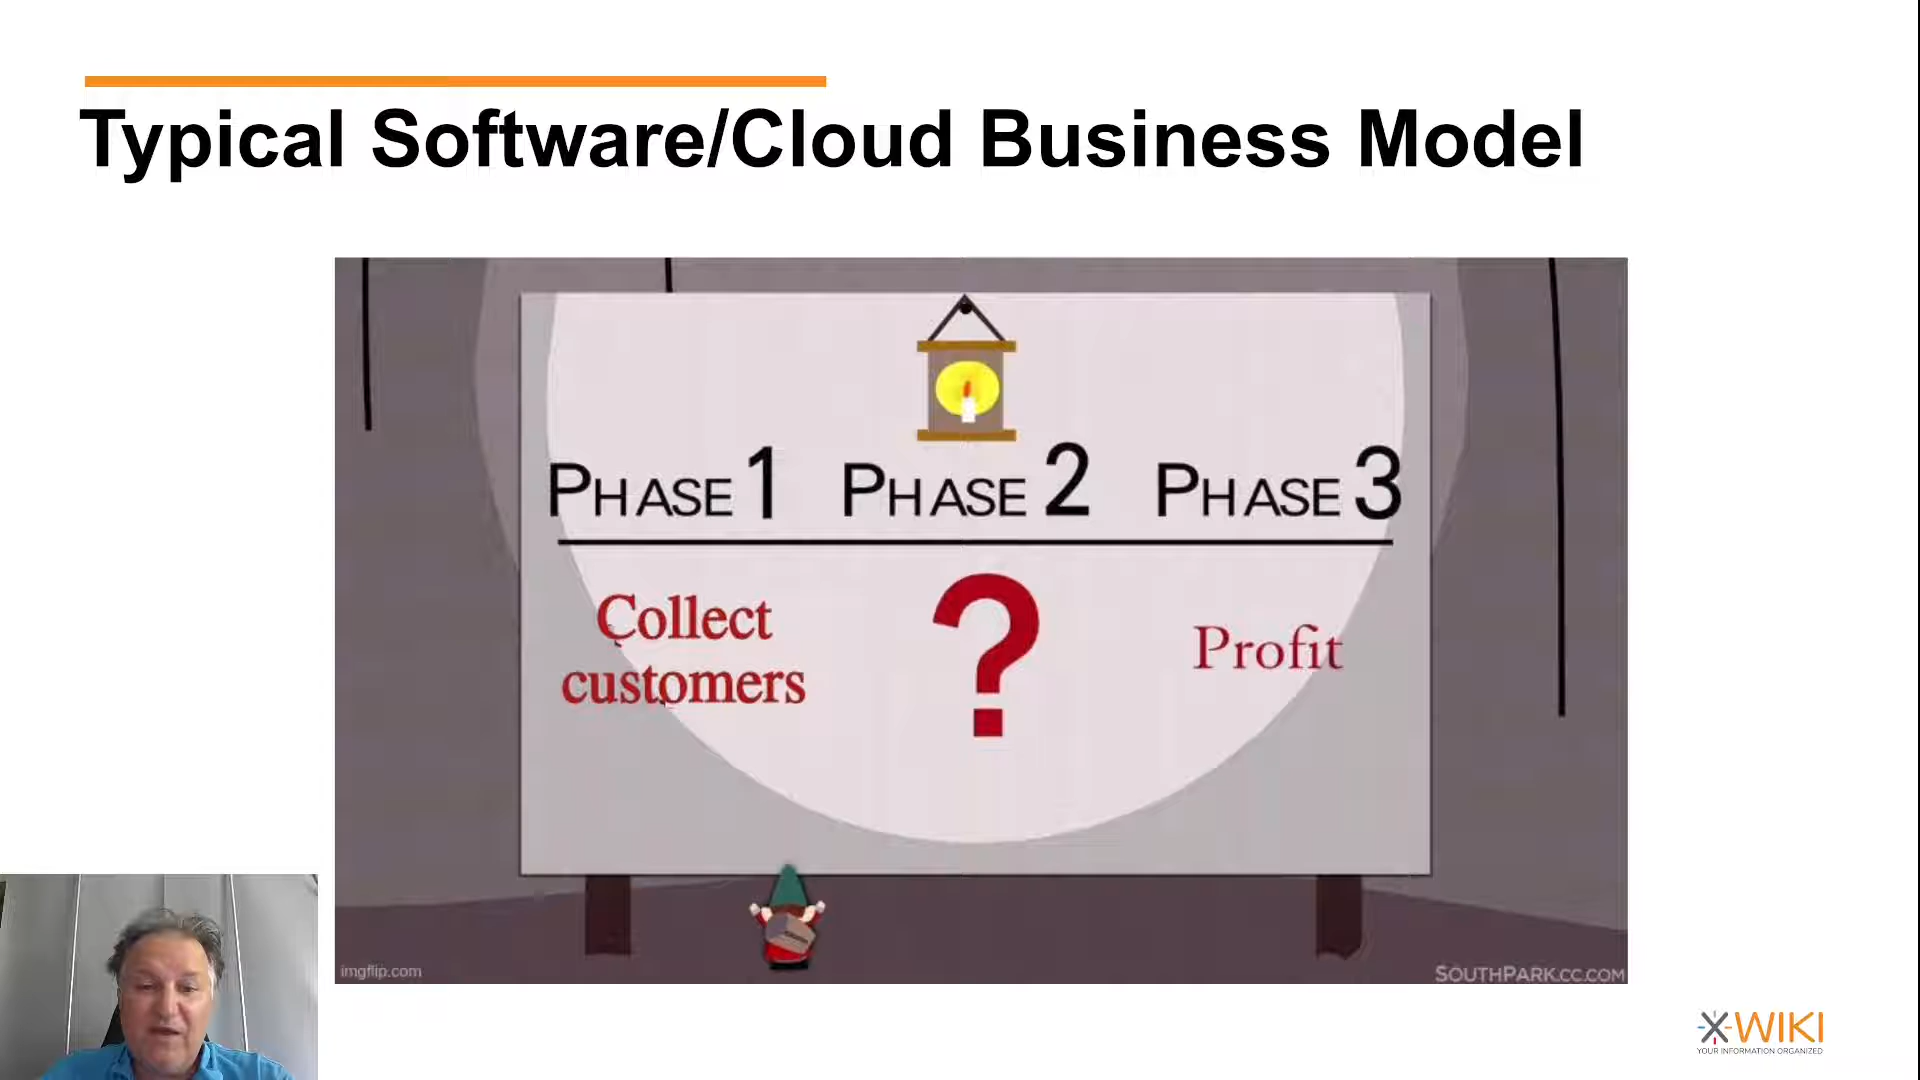 Typical Software/Cloud Business Model
PHASE 1 PHASE 2 PHASE 3
Collect
customers
?
Profit
imgflip.com
SOUTHPARK.CC.COM
XWIKI
YOUR INFORMATION ORGANIZED